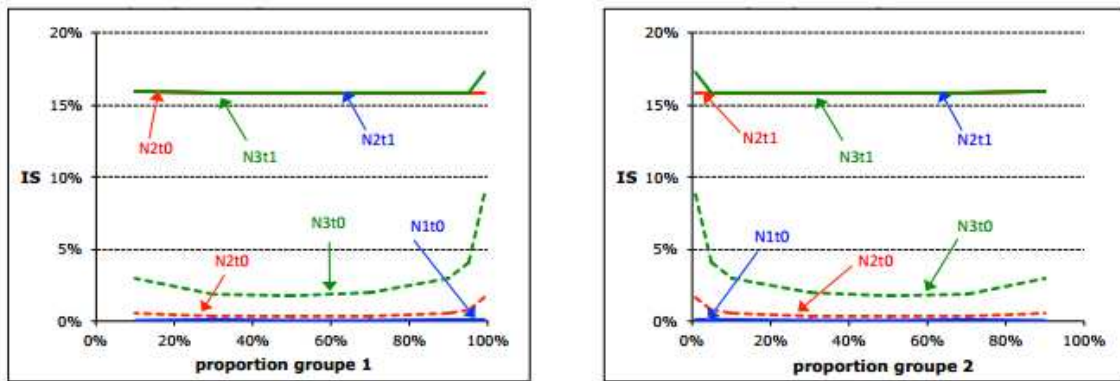 20%
15%
N2t0
N3t1
N2t1
IS
10%
N3t0
N1t0
5%
N2t0
0%
0%
20%
40%
60%
80%
100%
proportion groupe 1
20%
15%
N2t1
N3t1
N2t1
IS
10%
N1t0
N3t0
5%
N2t0
0%
0%
20%
40%
60%
80%
100%
proportion groupe 2